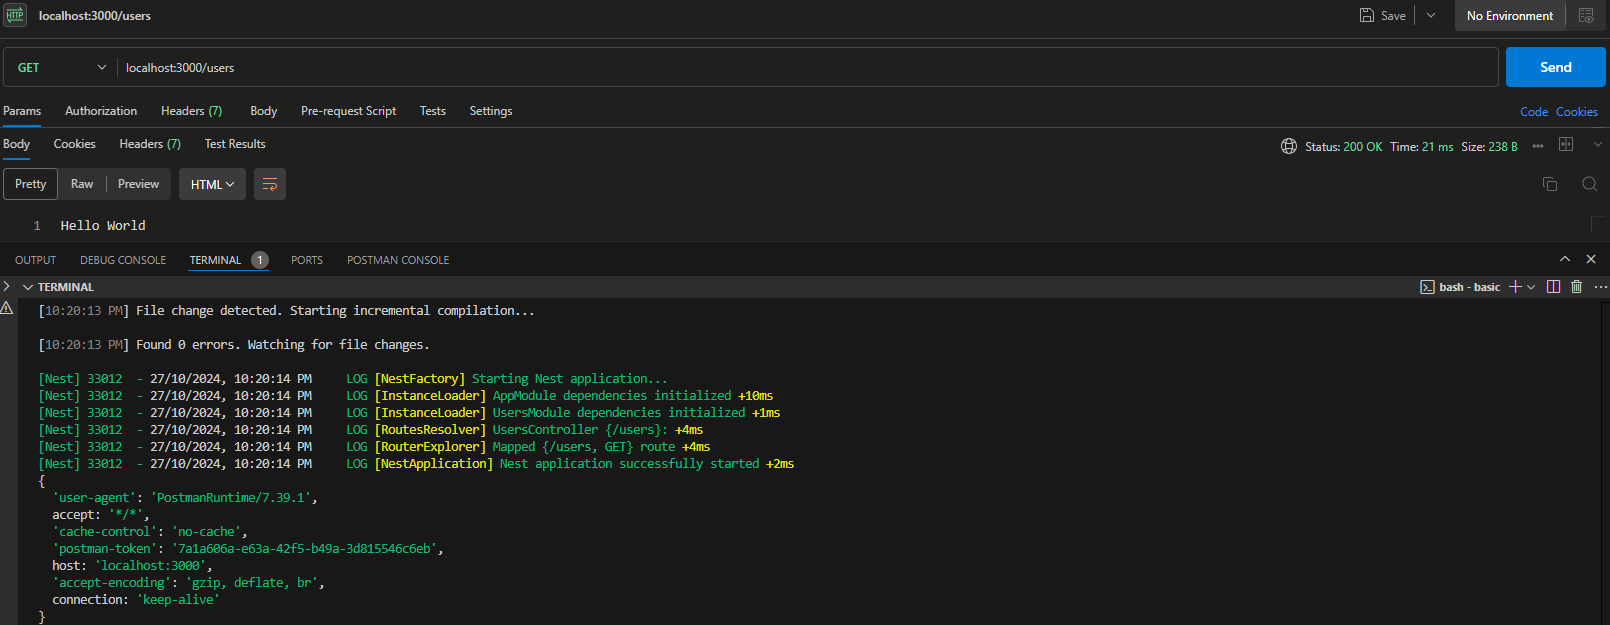 HTTP localhost:3000/users Save No Environment
GET localhost:3000/users Send
Params Authorization Headers (7) Body Pre-request Script Tests Settings Code Cookies
Body Cookies Headers (7) Test Results Status: 200 OK Time: 21 ms Size: 238 B
Pretty Raw Preview HTML
1 Hello World
OUTPUT DEBUG CONSOLE TERMINAL 1 PORTS POSTMAN CONSOLE
TERMINAL bash - basic
[10:20:13 PM] File change detected. Starting incremental compilation...
[10:20:13 PM] Found 0 errors. Watching for file changes.
[Nest] 33012  - 27/10/2024, 10:20:14 PM     LOG [NestFactory] Starting Nest application...
[Nest] 33012  - 27/10/2024, 10:20:14 PM     LOG [InstanceLoader] AppModule dependencies initialized +10ms
[Nest] 33012  - 27/10/2024, 10:20:14 PM     LOG [InstanceLoader] UsersModule dependencies initialized +1ms
[Nest] 33012  - 27/10/2024, 10:20:14 PM     LOG [RoutesResolver] UsersController {/users}: +4ms
[Nest] 33012  - 27/10/2024, 10:20:14 PM     LOG [RouterExplorer] Mapped {/users, GET} route +4ms
[Nest] 33012  - 27/10/2024, 10:20:14 PM     LOG [NestApplication] Nest application successfully started +2ms
{
  'user-agent': 'PostmanRuntime/7.39.1',
  accept: '*/*',
  'cache-control': 'no-cache',
  'postman-token': '7a1a606a-e63a-42f5-b49a-3d815546c6eb',
  host: 'localhost:3000',
  'accept-encoding': 'gzip, deflate, br',
  connection: 'keep-alive'
}